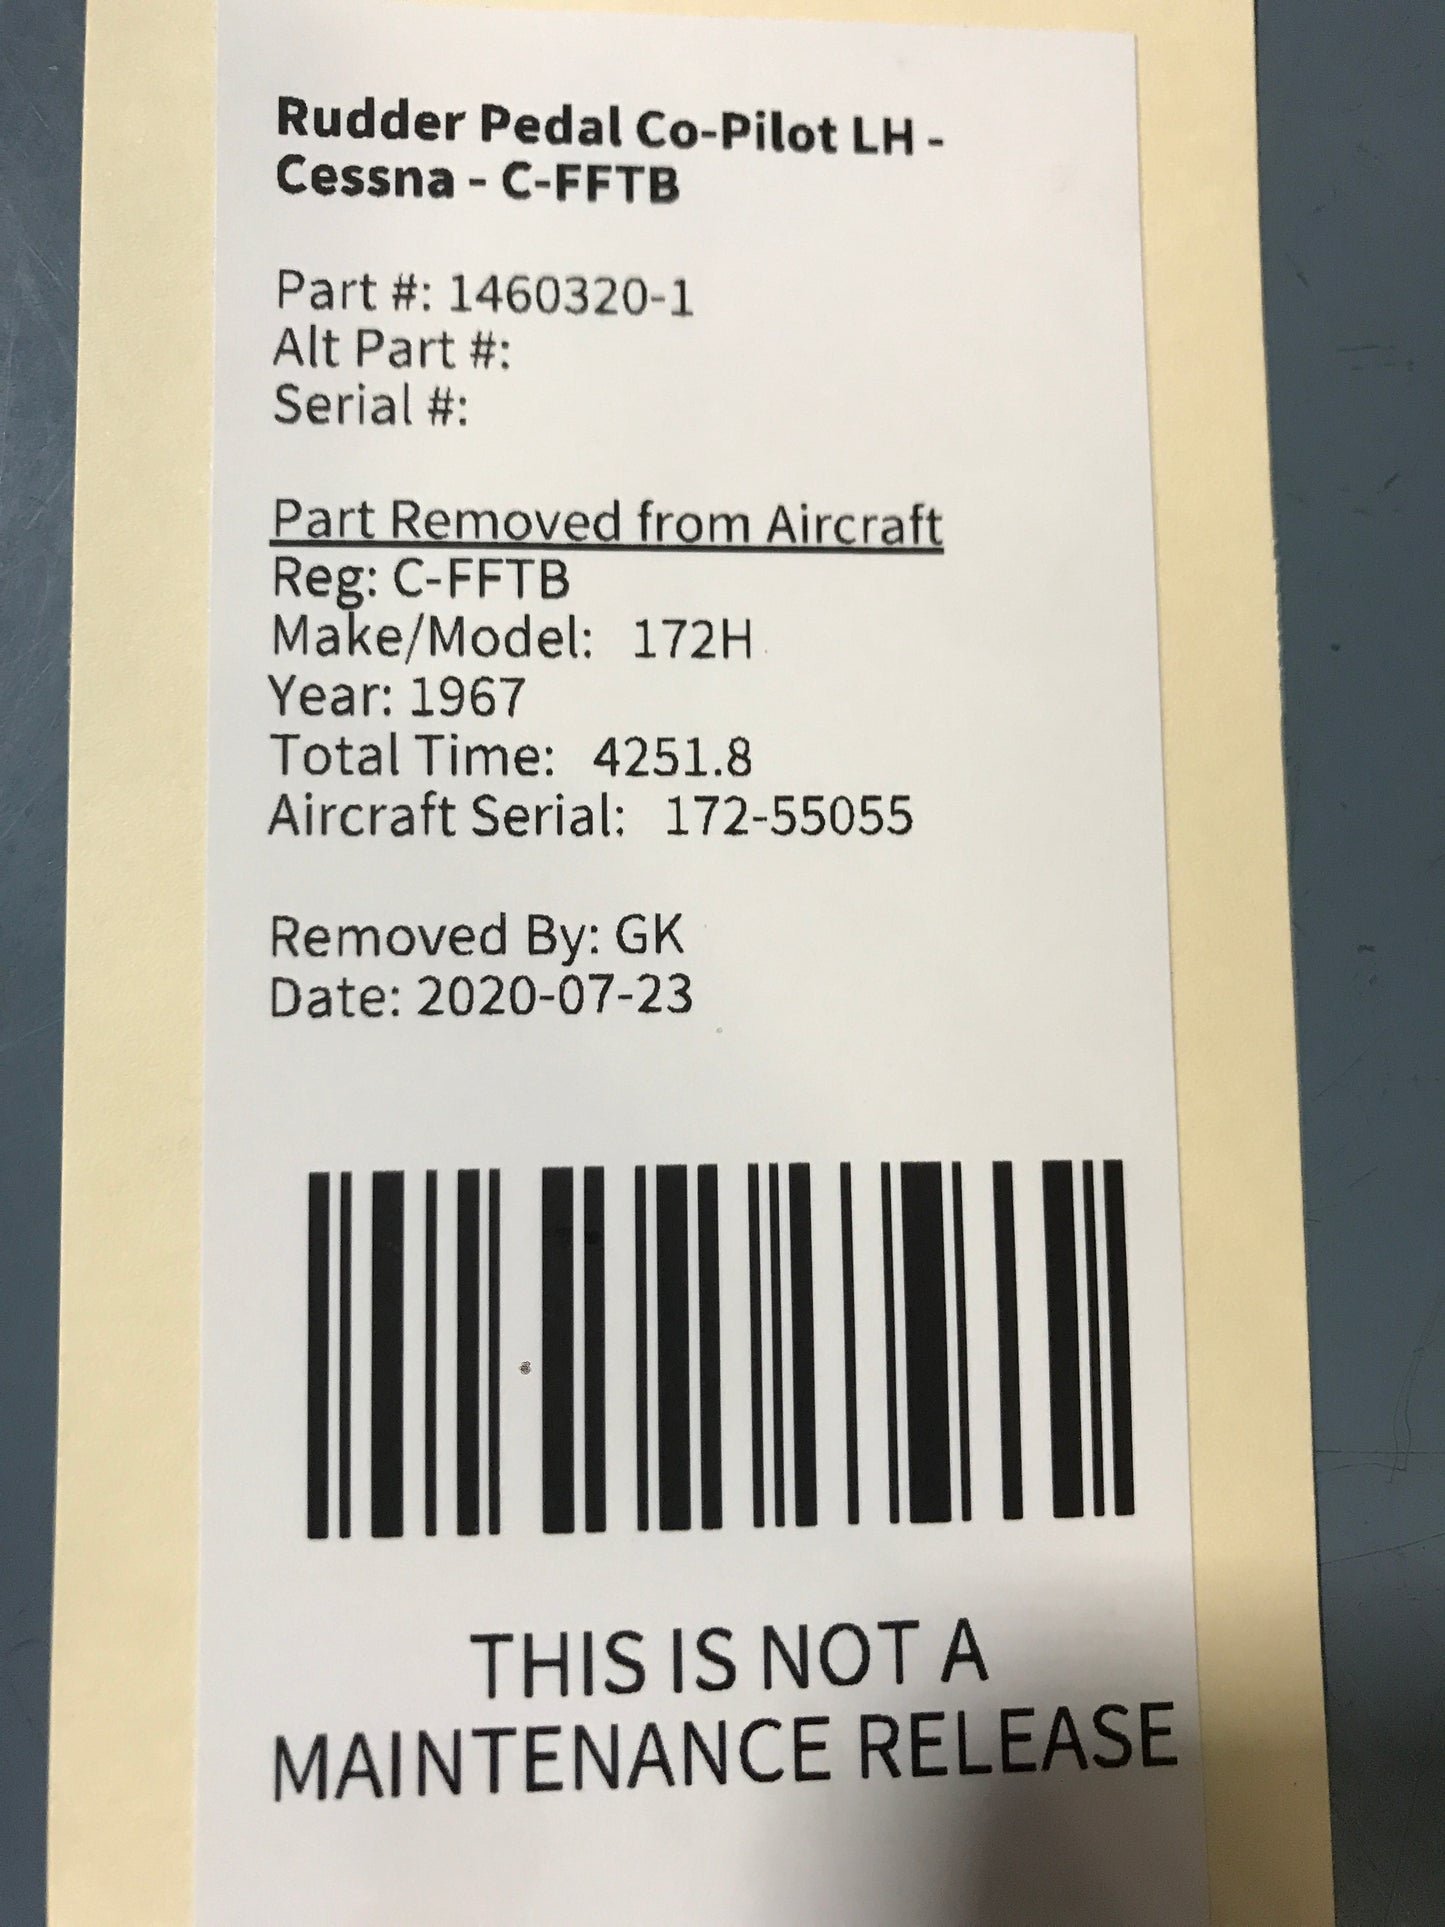 Rudder Pedal Co-Pilot LH -
Cessna - C-FFTB
Part #: 1460320-1
Alt Part #:
Serial #:
Part Removed from Aircraft
Reg: C-FFTB
Make/Model: 172H
Year: 1967
Total Time: 4251.8
Aircraft Serial: 172-55055
Removed By: GK
Date: 2020-07-23
THIS IS NOT A
MAINTENANCE RELEASE